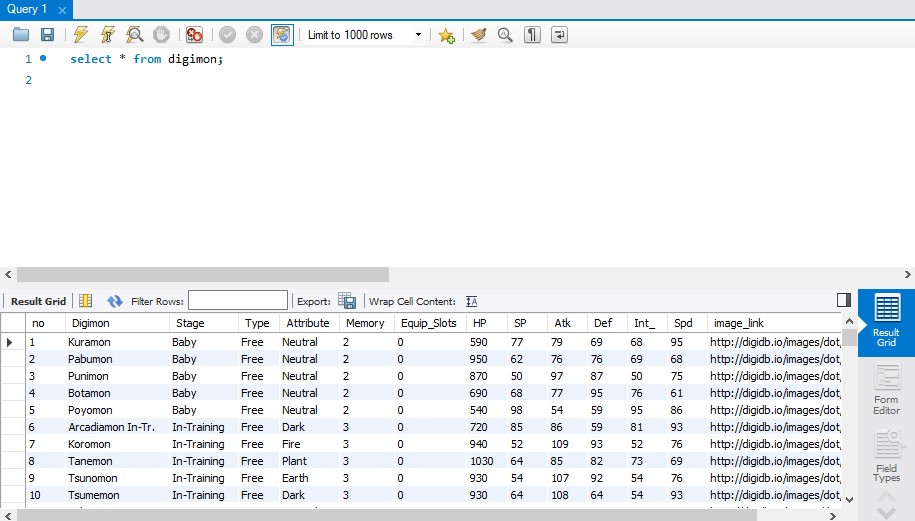 Query 1
Limit to 1000 rows
1 select * from digimon;
2
Result Grid Filter Rows: Export: Wrap Cell Content:
no Digimon Stage Type Attribute Memory Equip_Slots HP SP Atk Def Int_ Spd image_link
1 Kuramon Baby Free Neutral 2 0 590 77 79 69 68 95 http://digidb.io/images/dot,
2 Pabumon Baby Free Neutral 2 0 950 62 76 76 69 68 http://digidb.io/images/dot,
3 Punimon Baby Free Neutral 2 0 870 50 97 87 50 75 http://digidb.io/images/dot,
4 Botamon Baby Free Neutral 2 0 690 68 77 95 76 61 http://digidb.io/images/dot,
5 Poyomon Baby Free Neutral 2 0 540 98 54 59 95 86 http://digidb.io/images/dot,
6 Arcadiamon In-Tr. In-Training Free Dark 3 0 720 85 86 59 81 93 http://digidb.io/images/dot,
7 Koromon In-Training Free Fire 3 0 940 52 109 93 52 76 http://digidb.io/images/dot,
8 Tanemon In-Training Free Plant 3 0 1030 64 85 82 73 69 http://digidb.io/images/dot,
9 Tsunomon In-Training Free Earth 3 0 930 54 107 92 54 76 http://digidb.io/images/dot,
10 Tsumemon In-Training Free Dark 3 0 930 64 108 64 54 93 http://digidb.io/images/dot,
Result
Grid
Form
Editor
Field
Types